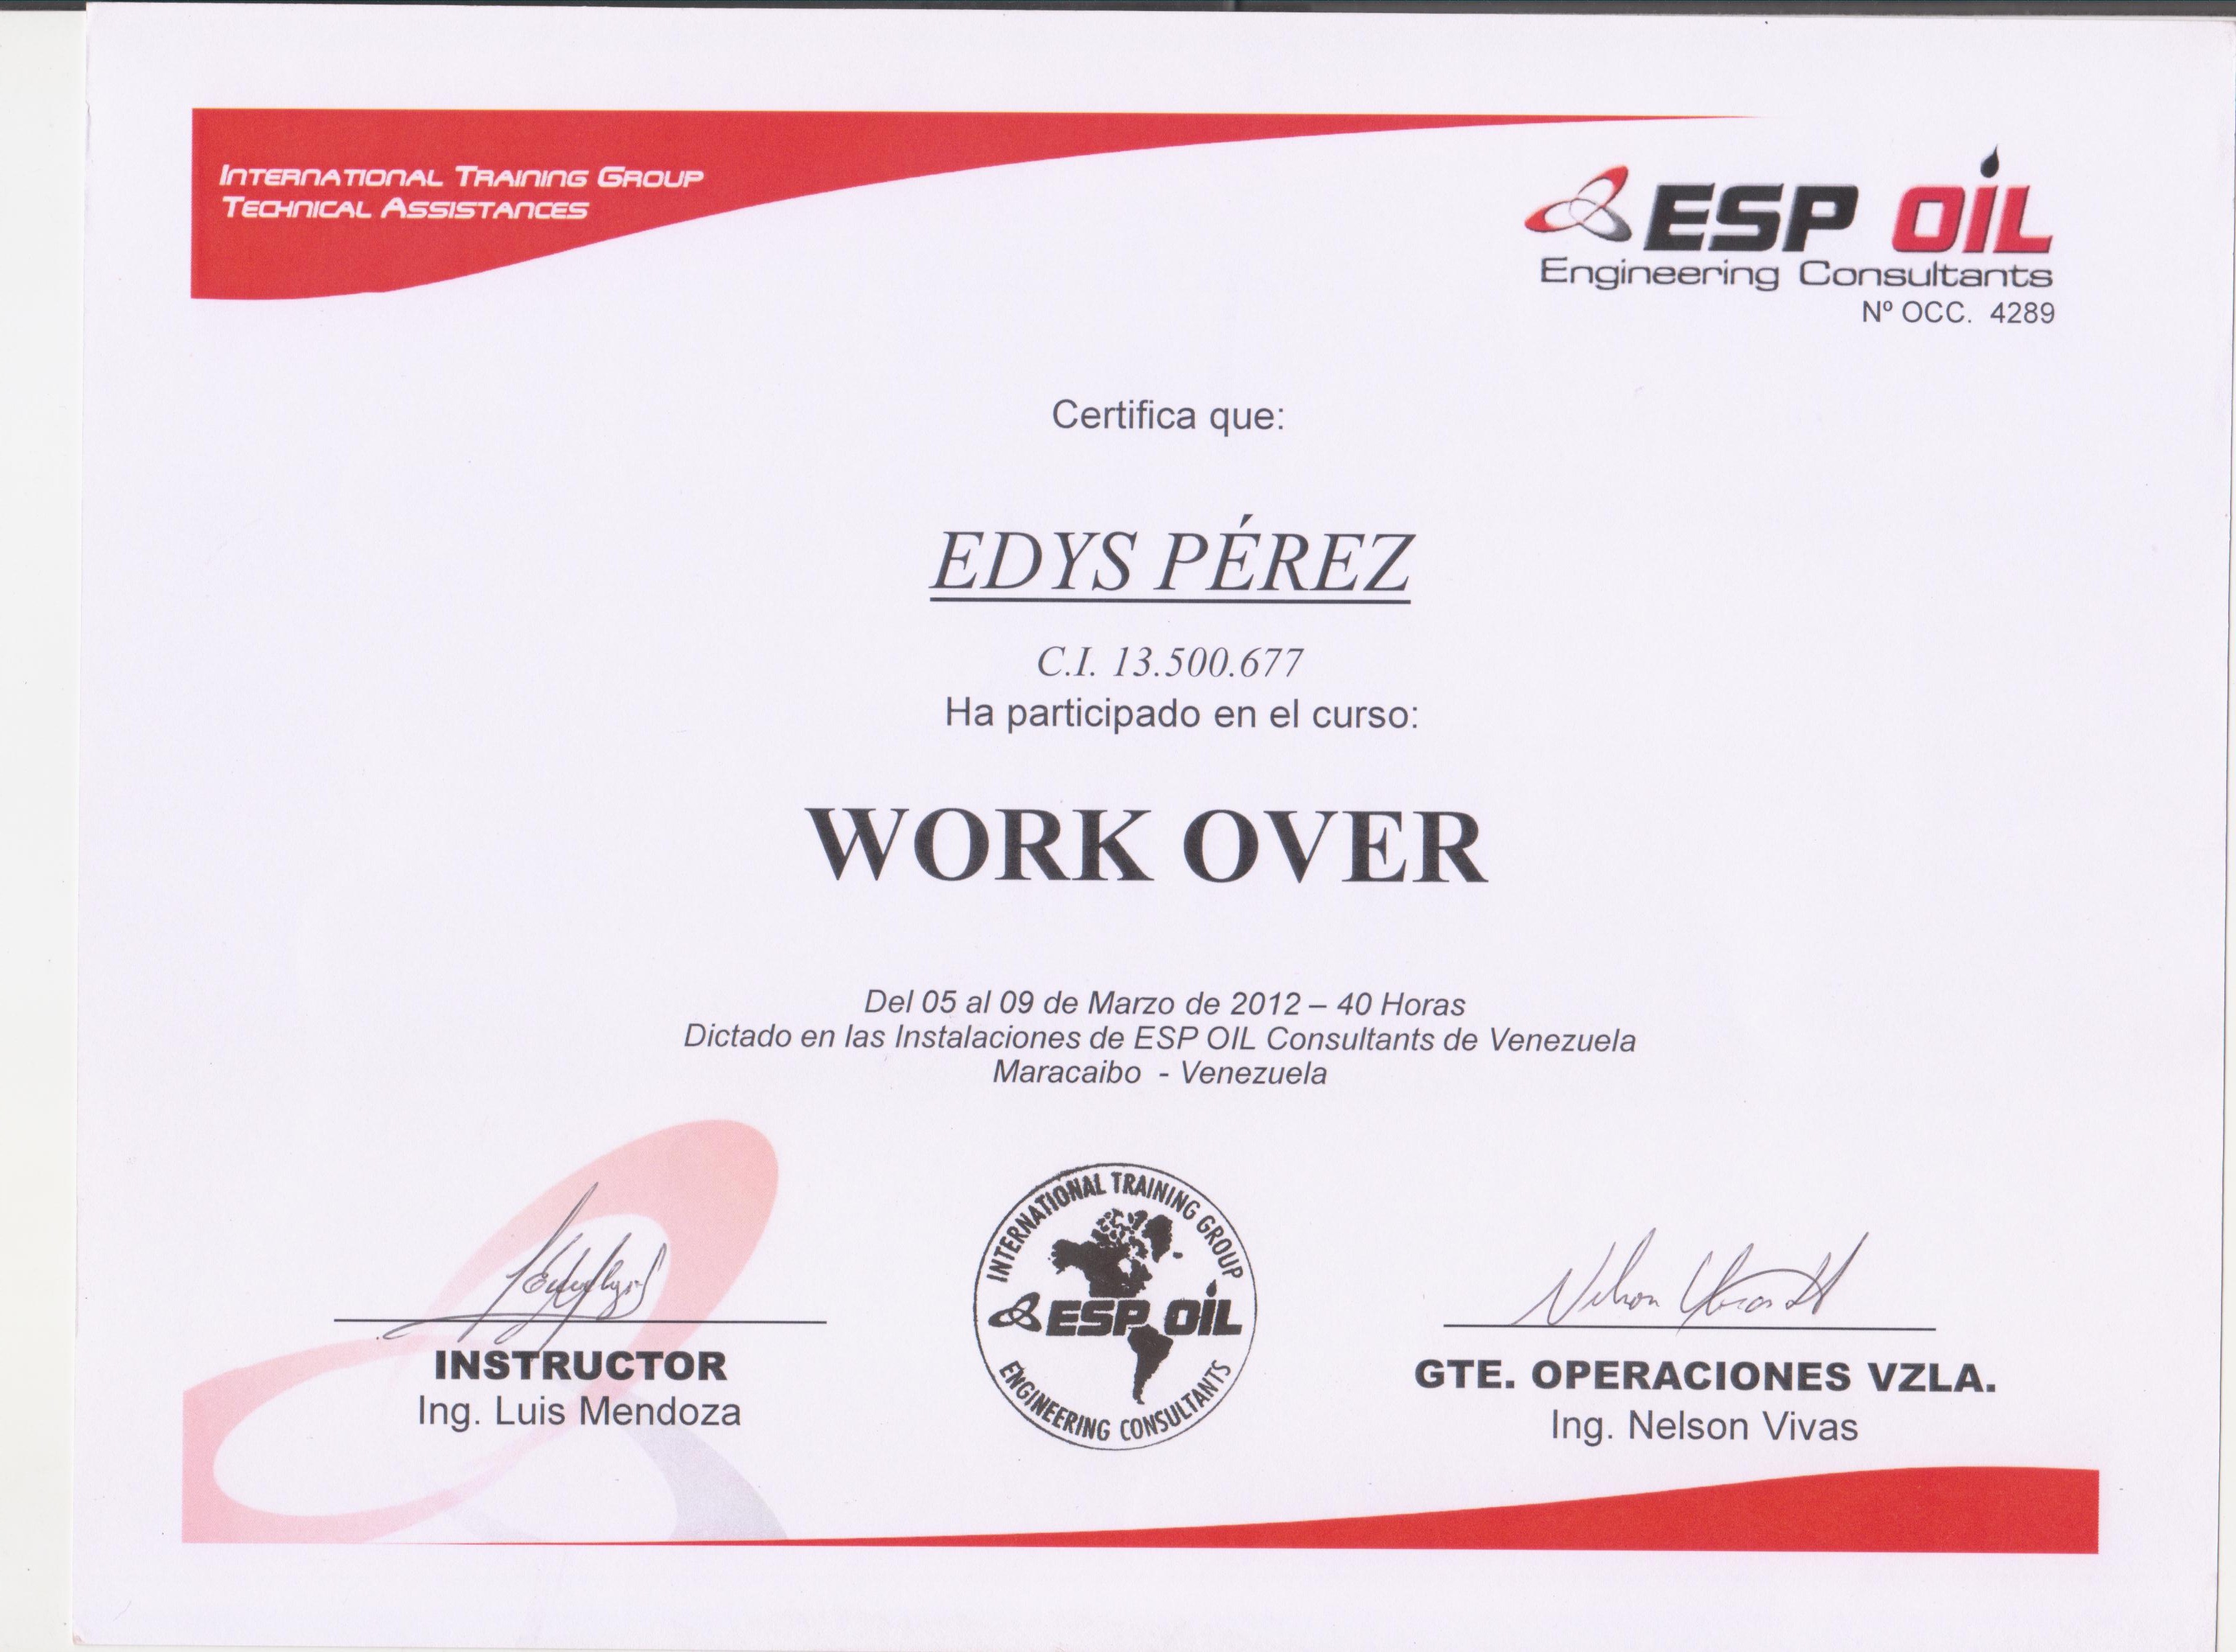 INTERNATIONAL TRAINING GROUP
TECHNICAL ASSISTANCES
ESP OIL
Engineering Consultants
Nº OCC. 4289
Certifica que:
EDYS PÉREZ
C.I. 13.500.677
Ha participado en el curso:
WORK OVER
Del 05 al 09 de Marzo de 2012 – 40 Horas
Dictado en las Instalaciones de ESP OIL Consultants de Venezuela
Maracaibo - Venezuela
INTERNATIONAL TRAINING GROUP
ESP OIL
ENGINEERING CONSULTANTS
INSTRUCTOR
Ing. Luis Mendoza
Nelson
GTE. OPERACIONES VZLA.
Ing. Nelson Vivas